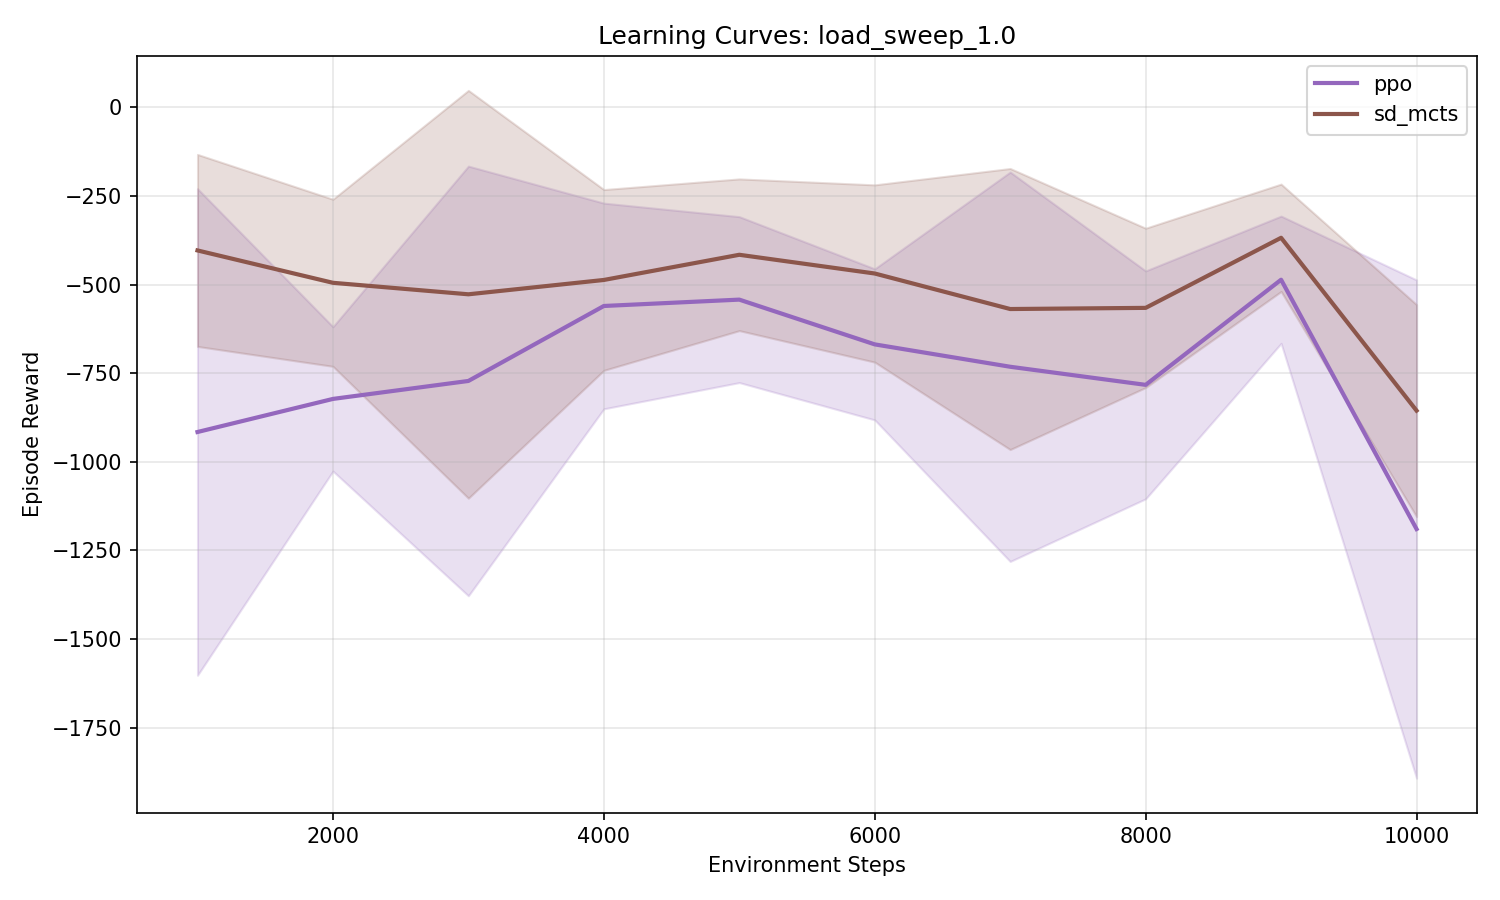 Learning Curves: load_sweep_1.0
ppo
sd_mcts
0
−250
−500
−750
−1000
−1250
−1500
−1750
Episode Reward
2000
4000
6000
8000
10000
Environment Steps